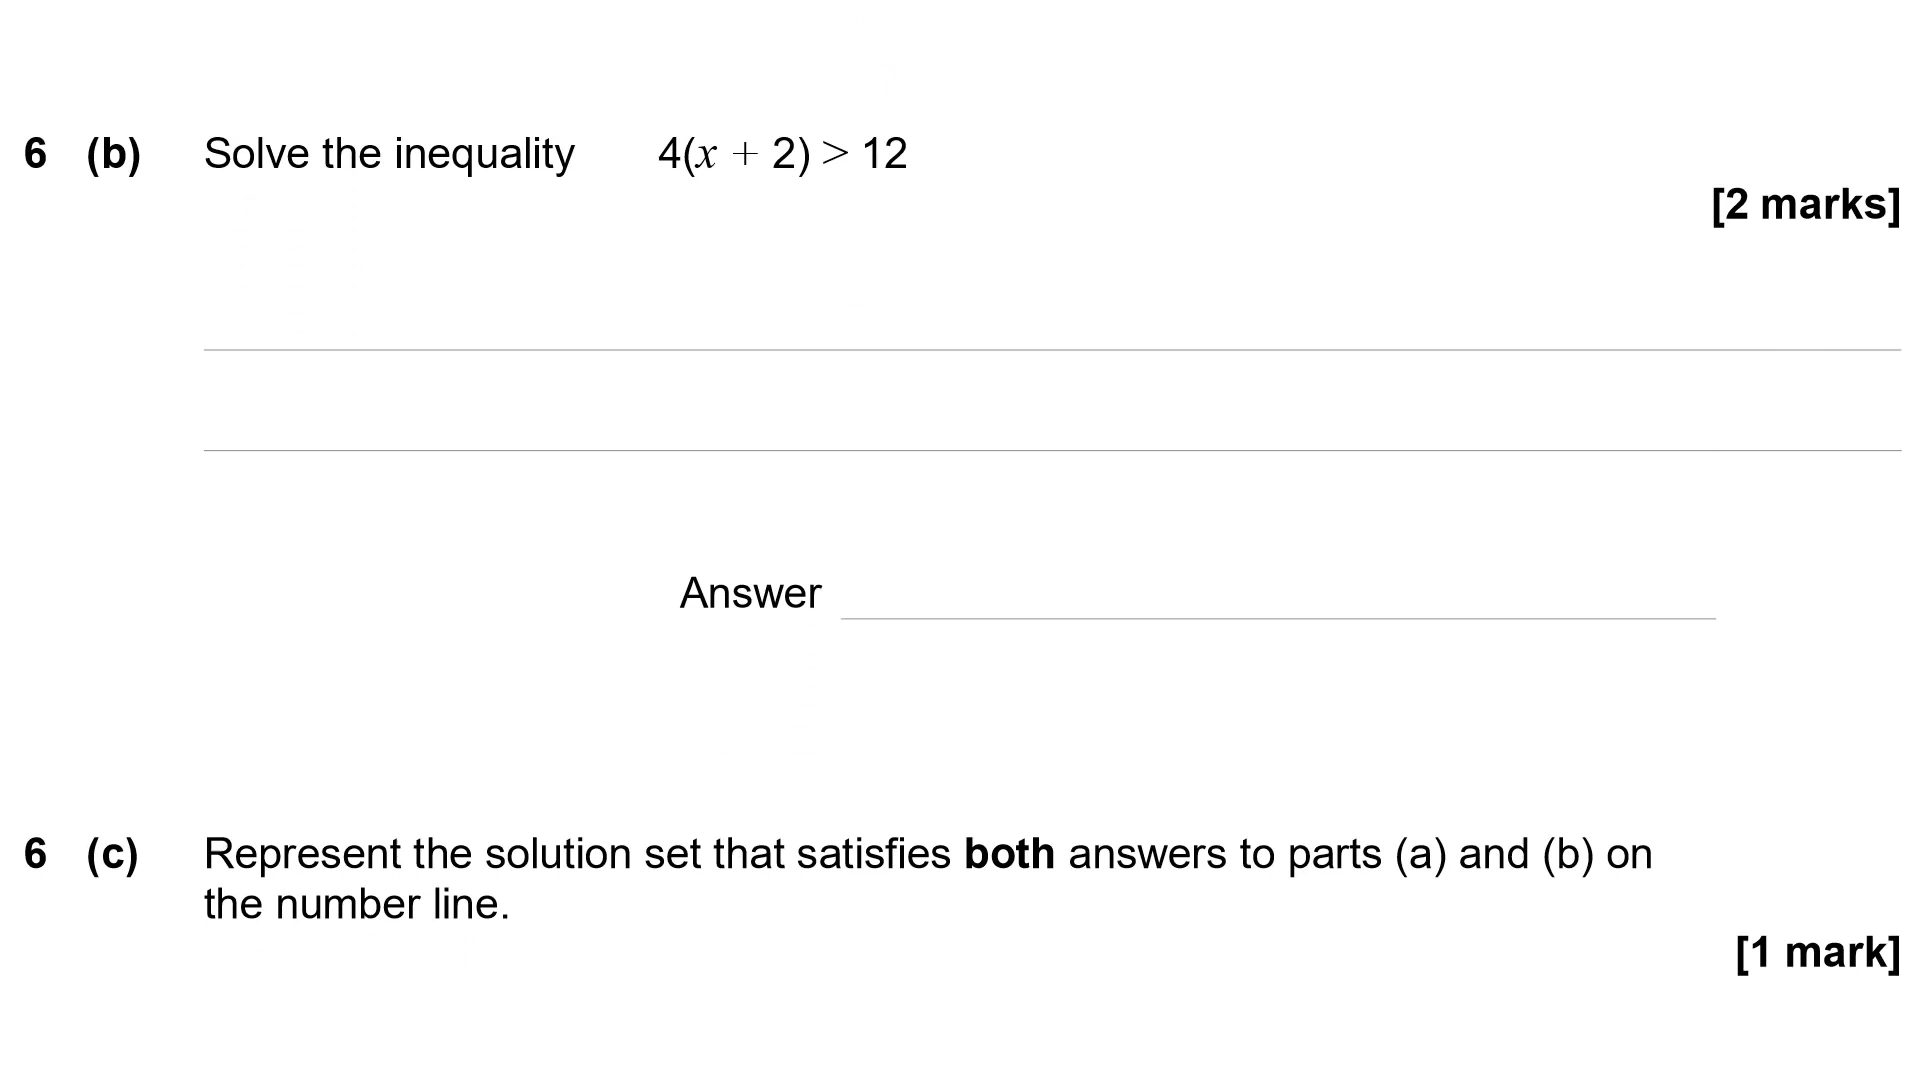 6 (b) Solve the inequality 4(x + 2) > 12
[2 marks]
Answer
6 (c) Represent the solution set that satisfies both answers to parts (a) and (b) on
the number line.
[1 mark]